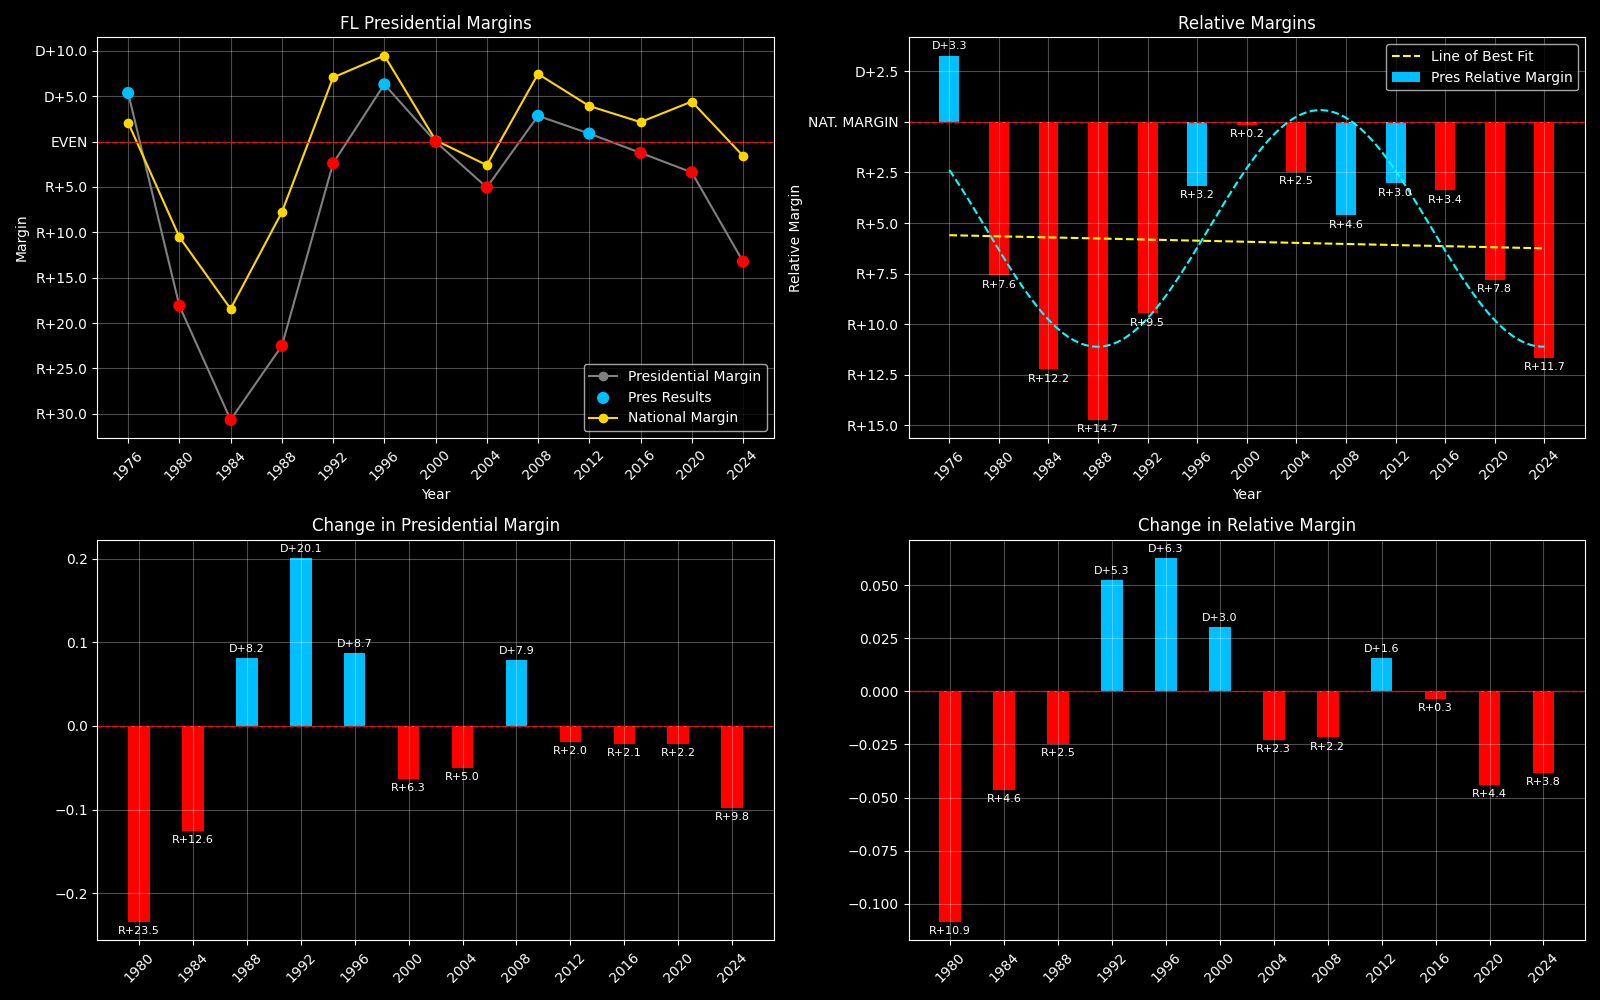 FL Presidential Margins
D+10.0
D+5.0
EVEN
R+5.0
R+10.0
R+15.0
R+20.0
R+25.0
R+30.0
Margin
Presidential Margin
Pres Results
National Margin
1976 1980 1984 1988 1992 1996 2000 2004 2008 2012 2016 2020 2024
Year
Relative Margins
D+2.5
NAT. MARGIN
R+2.5
R+5.0
R+7.5
R+10.0
R+12.5
R+15.0
Relative Margin
Line of Best Fit
Pres Relative Margin
D+3.3
R+7.6
R+12.2
R+14.7
R+9.5
R+3.2
R+0.2
R+2.5
R+4.6
R+3.0
R+3.4
R+7.8
R+11.7
1976 1980 1984 1988 1992 1996 2000 2004 2008 2012 2016 2020 2024
Year
Change in Presidential Margin
0.2
0.1
0.0
−0.1
−0.2
R+23.5
R+12.6
D+8.2
D+20.1
D+8.7
R+6.3
R+5.0
D+7.9
R+2.0
R+2.1
R+2.2
R+9.8
1980 1984 1988 1992 1996 2000 2004 2008 2012 2016 2020 2024
Change in Relative Margin
0.050
0.025
0.000
−0.025
−0.050
−0.075
−0.100
R+10.9
R+4.6
R+2.5
D+5.3
D+6.3
D+3.0
R+2.3
R+2.2
D+1.6
R+0.3
R+4.4
R+3.8
1980 1984 1988 1992 1996 2000 2004 2008 2012 2016 2020 2024